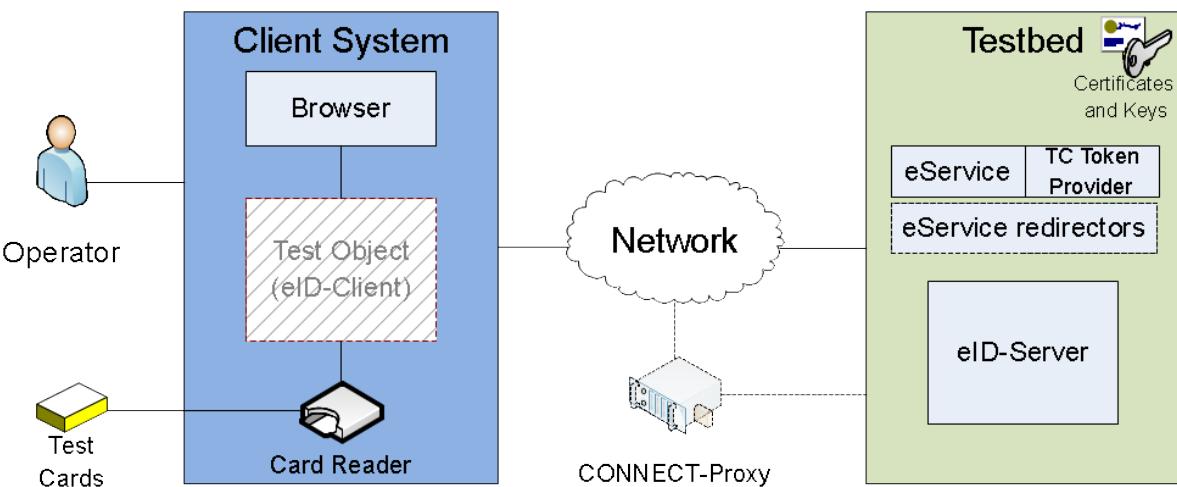 Client System
Browser
Test Object
(eID-Client)
Card Reader
Operator
Test
Cards
Network
CONNECT-Proxy
Testbed
Certificates
and Keys
eService
TC Token
Provider
eService redirectors
eID-Server